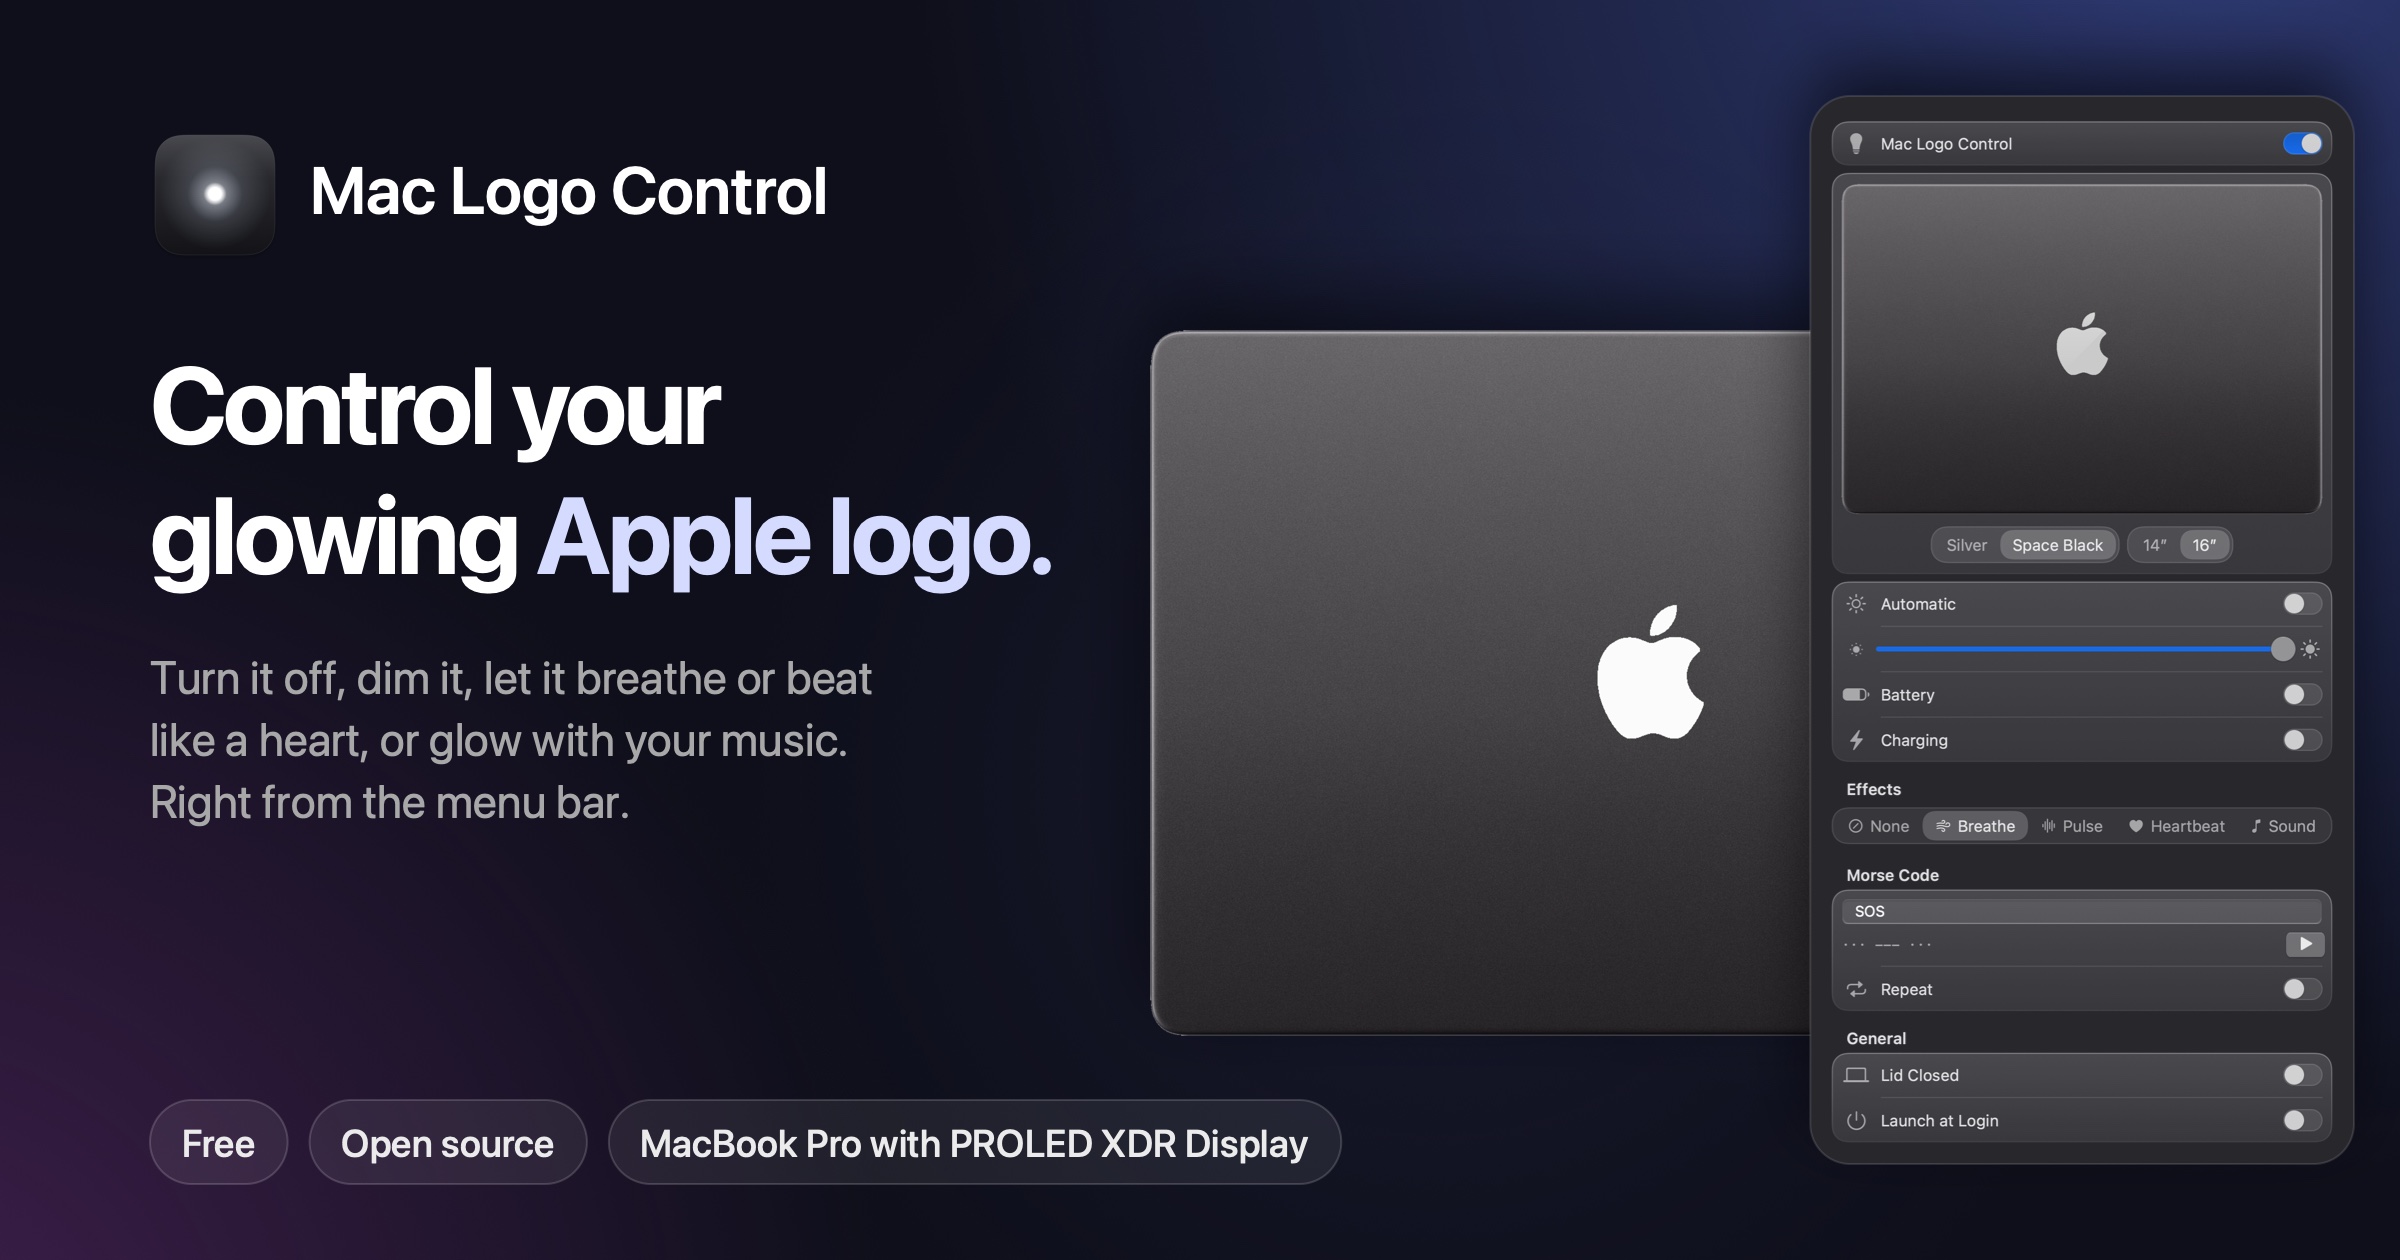 Mac Logo Control
Control your
glowing Apple logo.
Turn it off, dim it, let it breathe or beat
like a heart, or glow with your music.
Right from the menu bar.
Free
Open source
MacBook Pro with PROLED XDR Display
Mac Logo Control
Silver
Space Black
14”
16”
Automatic
Battery
Charging
Effects
None
Breathe
Pulse
Heartbeat
Sound
Morse Code
SOS
··· −−− ···
Repeat
General
Lid Closed
Launch at Login